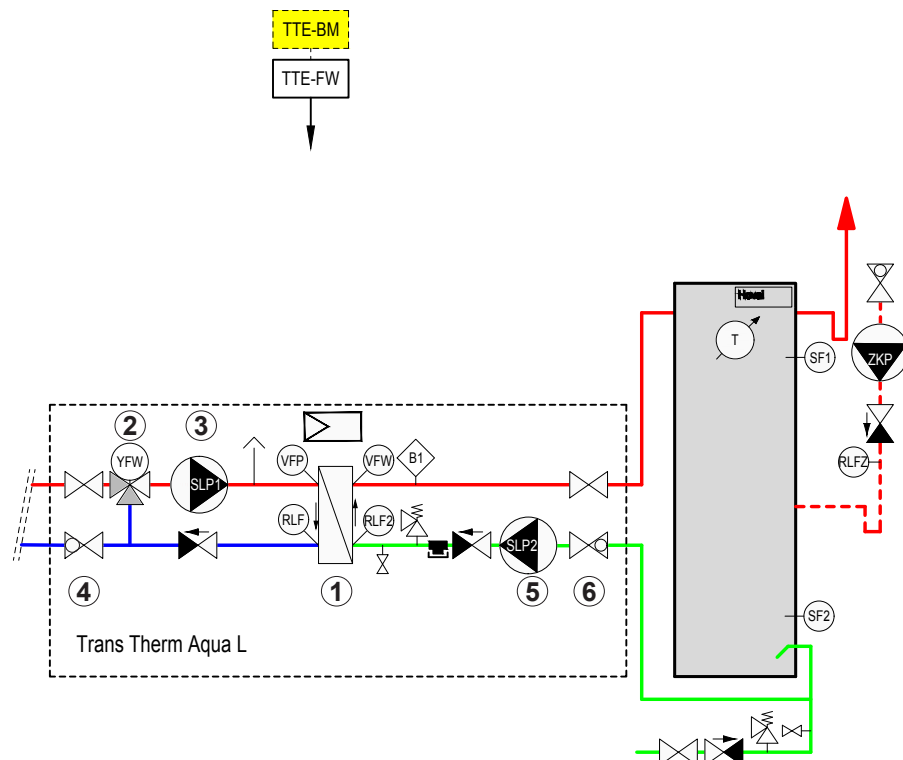 TTE-BM
TTE-FW
Hoval
T
SF1
ZKP
2
3
YFW
SLP1
VFP
VFW
B1
RLFZ
RLF
RLF2
SLP2
4
1
5
6
SF2
Trans Therm Aqua L